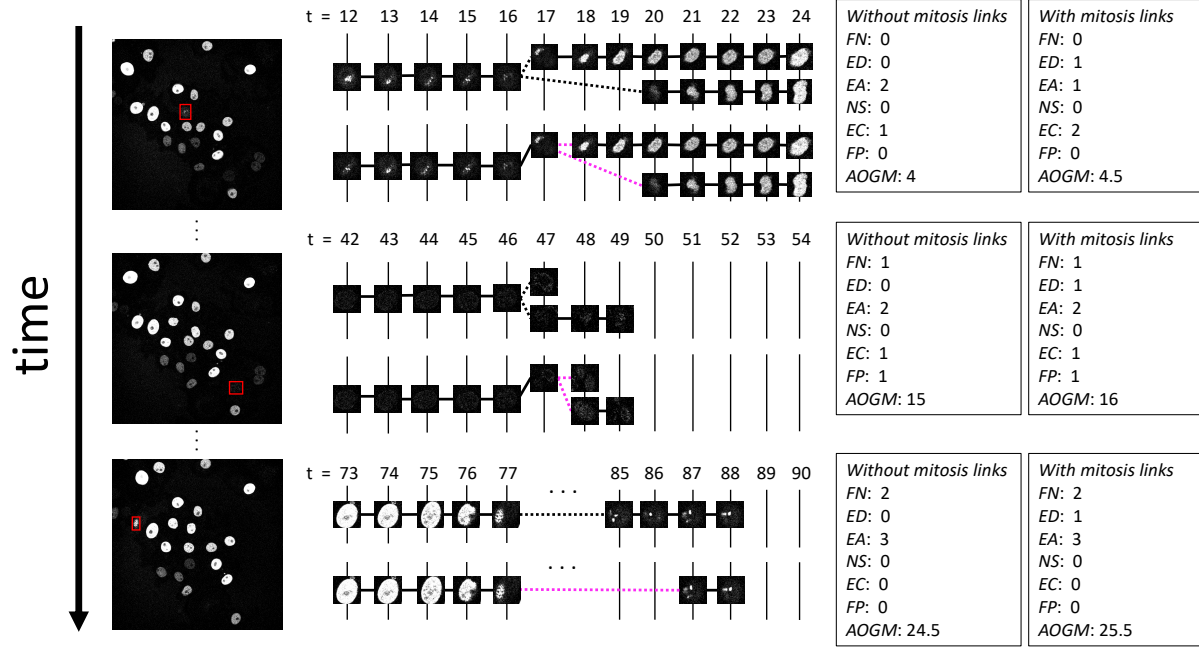 time
t = 12 13 14 15 16 17 18 19 20 21 22 23 24
Without mitosis links
FN: 0
ED: 0
EA: 2
NS: 0
EC: 1
FP: 0
AOGM: 4
With mitosis links
FN: 0
ED: 1
EA: 1
NS: 0
EC: 2
FP: 0
AOGM: 4.5
...
t = 42 43 44 45 46 47 48 49 50 51 52 53 54
Without mitosis links
FN: 1
ED: 0
EA: 2
NS: 0
EC: 1
FP: 1
AOGM: 15
With mitosis links
FN: 1
ED: 1
EA: 2
NS: 0
EC: 1
FP: 1
AOGM: 16
...
t = 73 74 75 76 77 85 86 87 88 89 90
...
...
Without mitosis links
FN: 2
ED: 0
EA: 3
NS: 0
EC: 0
FP: 0
AOGM: 24.5
With mitosis links
FN: 2
ED: 1
EA: 3
NS: 0
EC: 0
FP: 0
AOGM: 25.5